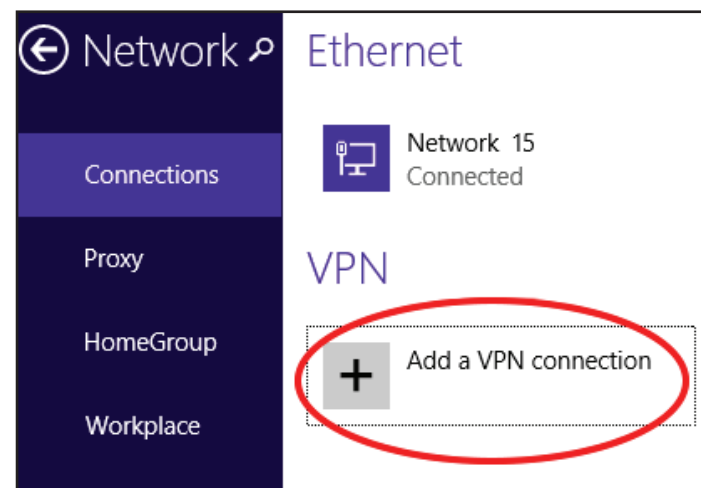 Network
Connections
Proxy
HomeGroup
Workplace
Ethernet
Network 15
Connected
VPN
Add a VPN connection